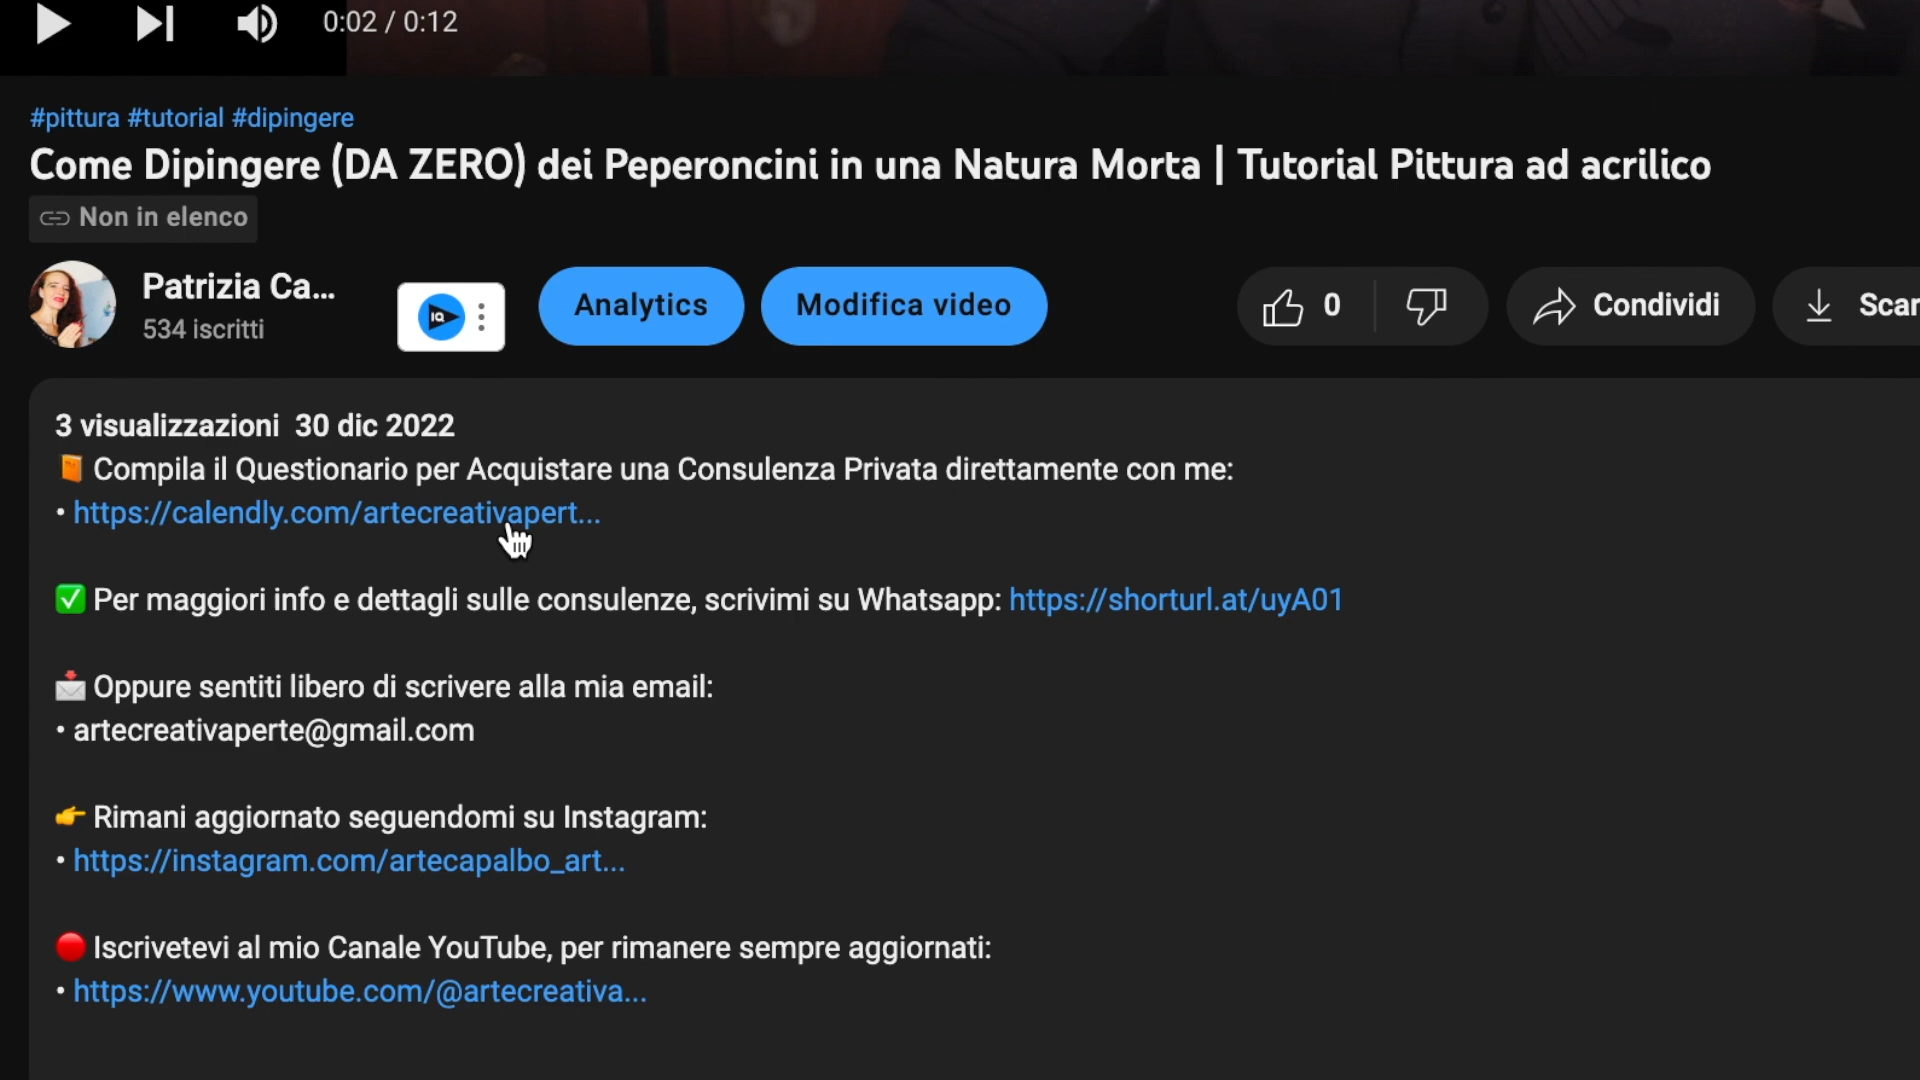 0:02 / 0:12
#pittura #tutorial #dipingere
Come Dipingere (DA ZERO) dei Peperoncini in una Natura Morta | Tutorial Pittura ad acrilico
Non in elenco
Patrizia Ca...
534 iscritti
IQ
Analytics
Modifica video
0
Condividi
Scar
3 visualizzazioni 30 dic 2022
📙 Compila il Questionario per Acquistare una Consulenza Privata direttamente con me:
• https://calendly.com/artecreativapert...
✅ Per maggiori info e dettagli sulle consulenze, scrivimi su Whatsapp: https://shorturl.at/uyA01
📩 Oppure sentiti libero di scrivere alla mia email:
• artecreativaperte@gmail.com
👉 Rimani aggiornato seguendomi su Instagram:
• https://instagram.com/artecapalbo_art...
🔴 Iscrivetevi al mio Canale YouTube, per rimanere sempre aggiornati:
• https://www.youtube.com/@artecreativa...